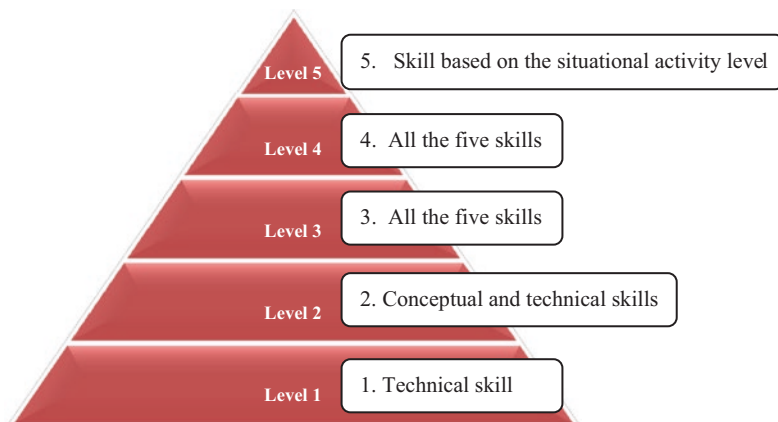 Level 5
5. Skill based on the situational activity level
Level 4
4. All the five skills
Level 3
3. All the five skills
Level 2
2. Conceptual and technical skills
Level 1
1. Technical skill